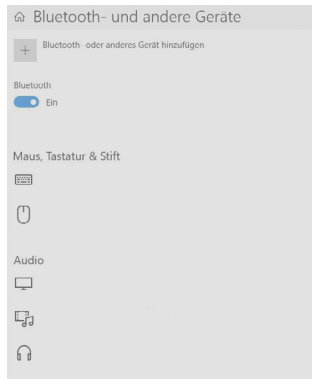 Bluetooth- und andere Geräte
Bluetooth- oder anderes Gerät hinzufügen
Bluetooth
Ein
Maus, Tastatur & Stift
Audio